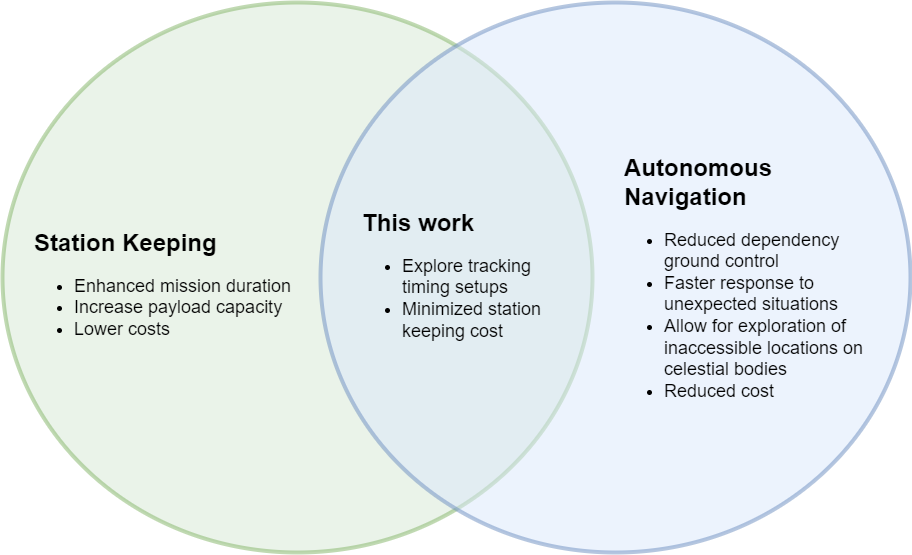 Station Keeping
• Enhanced mission duration
• Increase payload capacity
• Lower costs
This work
• Explore tracking
timing setups
• Minimized station
keeping cost
Autonomous
Navigation
• Reduced dependency
ground control
• Faster response to
unexpected situations
• Allow for exploration of
inaccessible locations on
celestial bodies
• Reduced cost